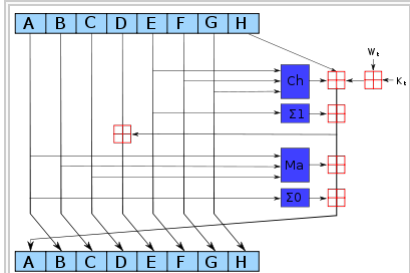 A B C D E F G H
Wt
Ch
Kt
Σ1
Ma
Σ0
A B C D E F G H